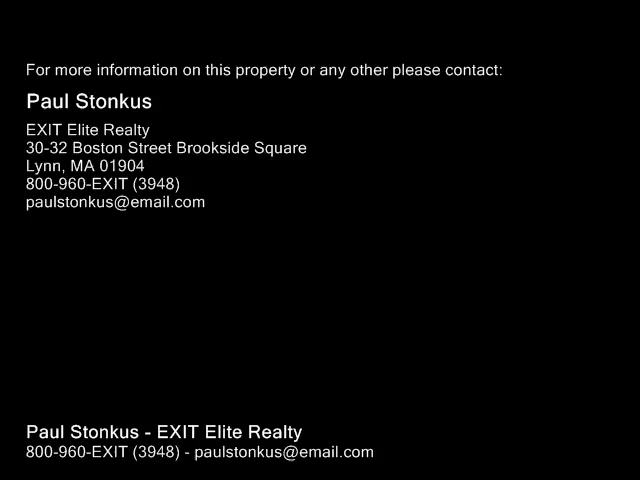 For more information on this property or any other please contact:
Paul Stonkus
EXIT Elite Realty
30-32 Boston Street Brookside Square
Lynn, MA 01904
800-960-EXIT (3948)
paulstonkus@email.com
Paul Stonkus - EXIT Elite Realty
800-960-EXIT (3948) - paulstonkus@email.com